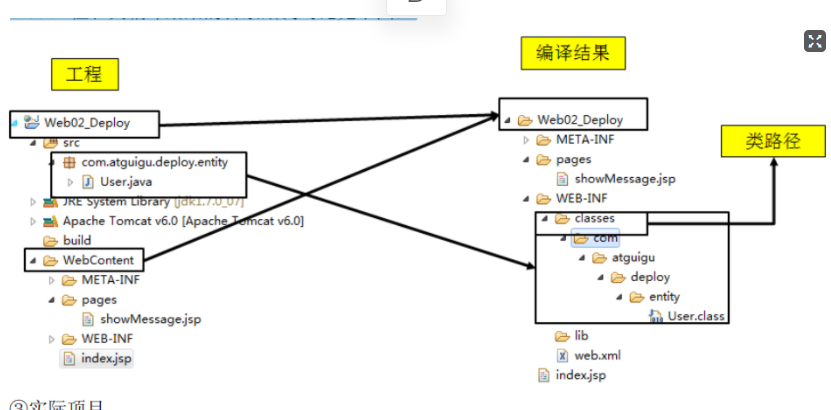 工程
Web02_Deploy
src
com.atguigu.deploy.entity
User.java
JRE System Library [jdk1.7.0_07]
Apache Tomcat v6.0 [Apache Tomcat v6.0]
build
WebContent
META-INF
pages
showMessage.jsp
WEB-INF
index.jsp
编译结果
Web02_Deploy
META-INF
pages
showMessage.jsp
WEB-INF
classes
com
atguigu
deploy
entity
User.class
lib
web.xml
index.jsp
类路径
③实际项目